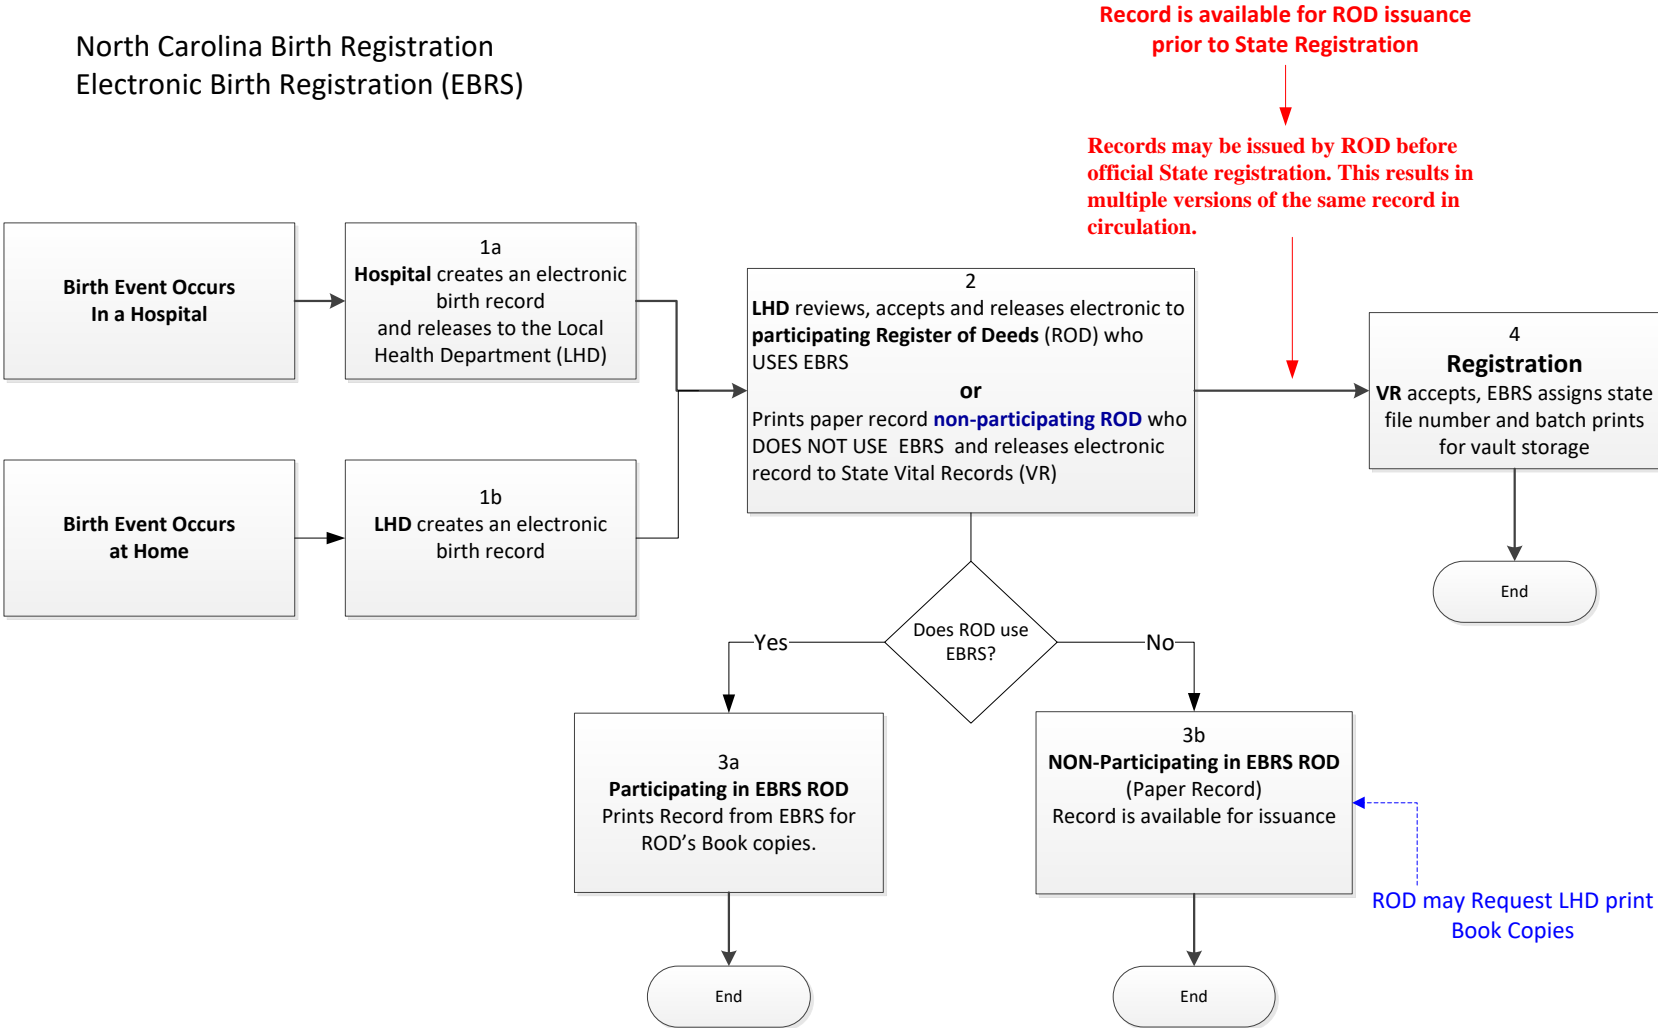 North Carolina Birth Registration
Electronic Birth Registration (EBRS)
Record is available for ROD issuance
prior to State Registration
Records may be issued by ROD before
official State registration. This results in
multiple versions of the same record in
circulation.
Birth Event Occurs
In a Hospital
1a
Hospital creates an electronic
birth record
and releases to the Local
Health Department (LHD)
Birth Event Occurs
at Home
1b
LHD creates an electronic
birth record
2
LHD reviews, accepts and releases electronic to
participating Register of Deeds (ROD) who
USES EBRS
or
Prints paper record non-participating ROD who
DOES NOT USE  EBRS  and releases electronic
record to State Vital Records (VR)
4
Registration
VR accepts, EBRS assigns state
file number and batch prints
for vault storage
End
Does ROD use
EBRS?
Yes
No
3a
Participating in EBRS ROD
Prints Record from EBRS for
ROD’s Book copies.
3b
NON-Participating in EBRS ROD
(Paper Record)
Record is available for issuance
ROD may Request LHD print
Book Copies
End
End